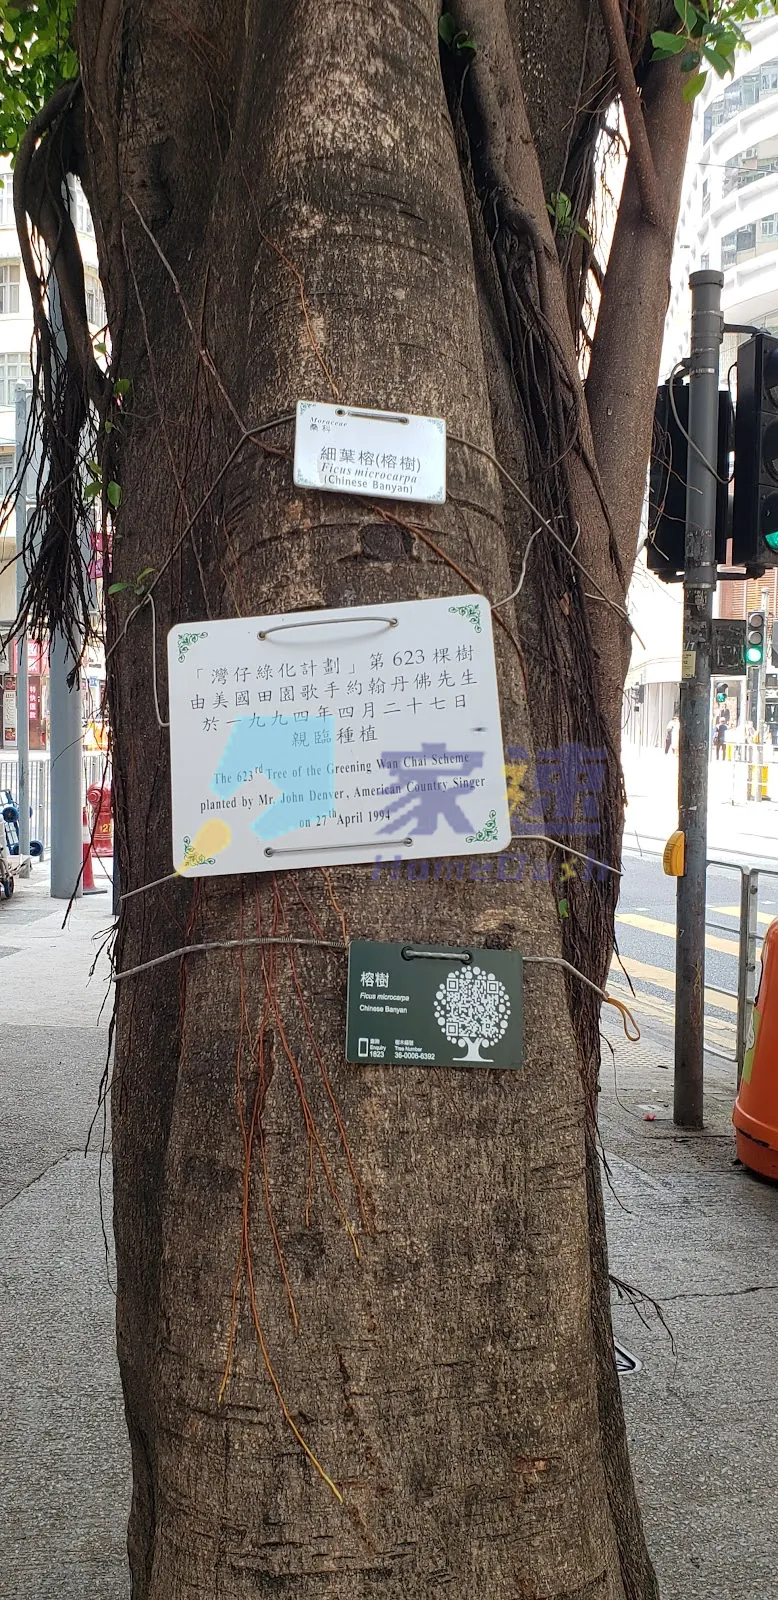 Moraceae
桑科
細葉榕(榕樹)
Ficus microcarpa
(Chinese Banyan)
「灣仔綠化計劃」第623棵樹
由美國田園歌手約翰丹佛先生
於一九九四年四月二十七日
親臨種植
The 623rd Tree of the Greening Wan Chai Scheme
planted by Mr. John Denver, American Country Singer
on 27th April 1994
家速
榕樹
Ficus microcarpa
Chinese Banyan
查詢 樹木編號
Enquiry Tree Number
1823 36-0008-6392